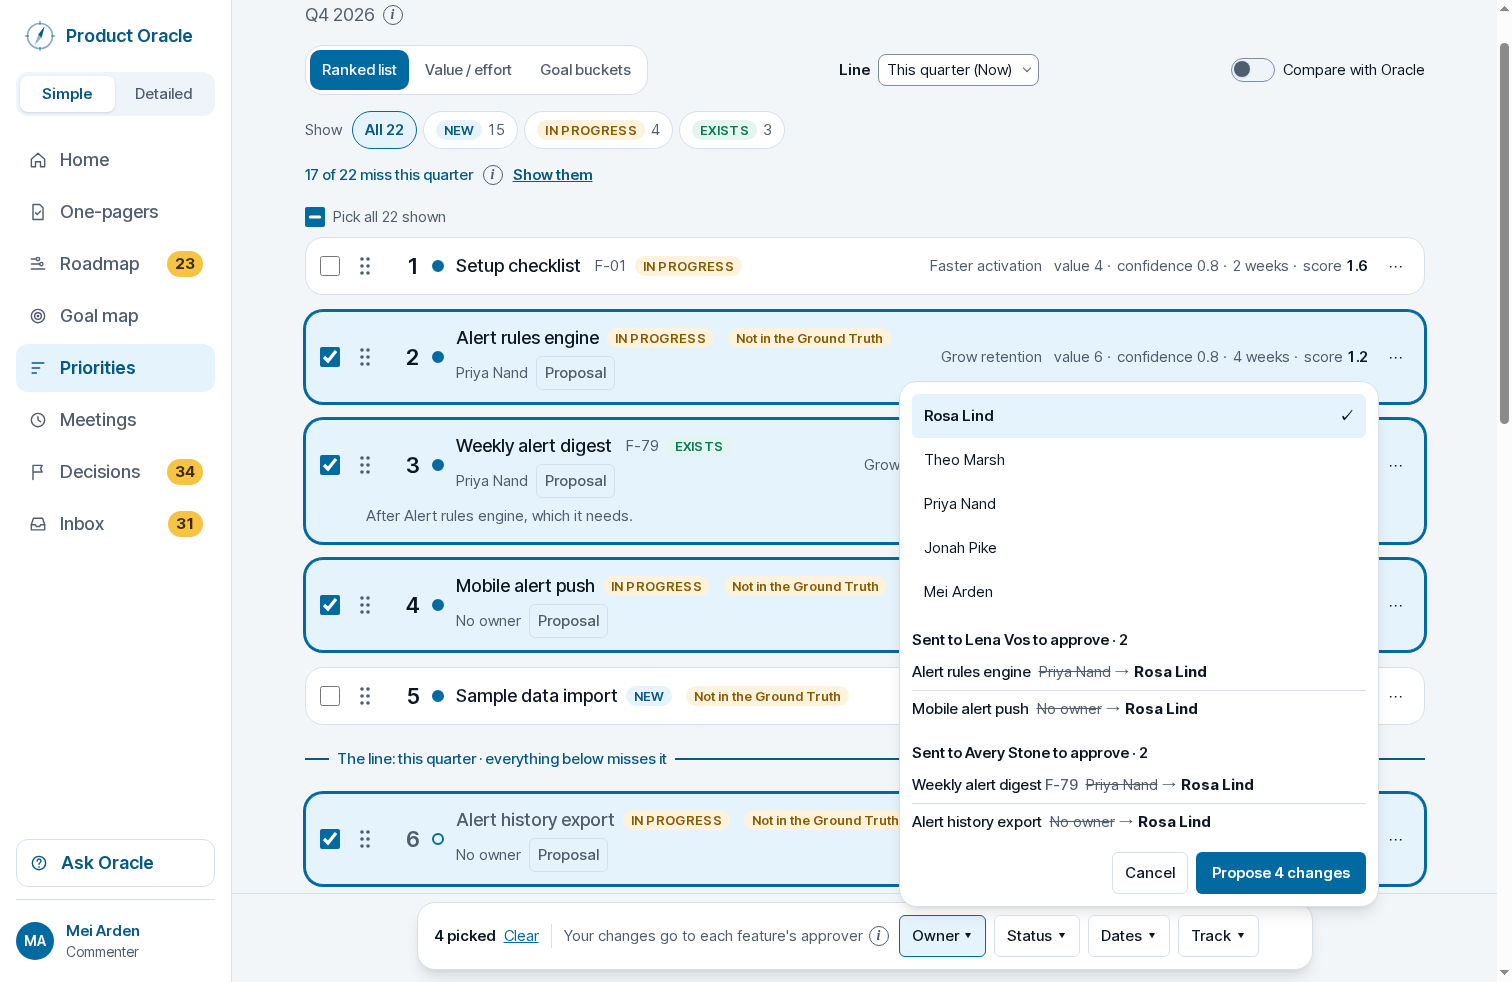 Product Oracle
Simple Detailed
Home
One-pagers
Roadmap 23
Goal map
Priorities
Meetings
Decisions 34
Inbox 31
Ask Oracle
MA Mei Arden
Commenter
Q4 2026 i
Ranked list Value / effort Goal buckets
Line This quarter (Now)
Compare with Oracle
Show All 22 NEW 15 IN PROGRESS 4 EXISTS 3
17 of 22 miss this quarter i Show them
Pick all 22 shown
1 Setup checklist F-01 IN PROGRESS Faster activation value 4 · confidence 0.8 · 2 weeks · score 1.6 ...
2 Alert rules engine IN PROGRESS Not in the Ground Truth
Priya Nand Proposal
Grow retention value 6 · confidence 0.8 · 4 weeks · score 1.2 ...
3 Weekly alert digest F-79 EXISTS
Priya Nand Proposal
Grow ...
After Alert rules engine, which it needs.
4 Mobile alert push IN PROGRESS Not in the Ground Truth
No owner Proposal
...
5 Sample data import NEW Not in the Ground Truth ...
The line: this quarter · everything below misses it
6 Alert history export IN PROGRESS Not in the Ground Truth
No owner Proposal
...
Rosa Lind ✓
Theo Marsh
Priya Nand
Jonah Pike
Mei Arden
Sent to Lena Vos to approve · 2
Alert rules engine Priya Nand → Rosa Lind
Mobile alert push No owner → Rosa Lind
Sent to Avery Stone to approve · 2
Weekly alert digest F-79 Priya Nand → Rosa Lind
Alert history export No owner → Rosa Lind
Cancel Propose 4 changes
4 picked Clear Your changes go to each feature's approver i Owner ▾ Status ▾ Dates ▾ Track ▾